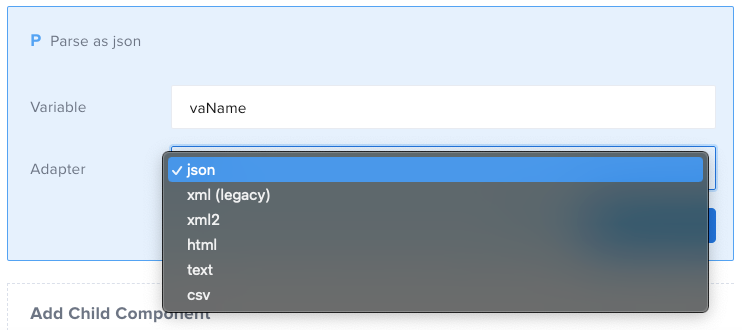 P Parse as json
Variable vaName
Adapter
✓ json
xml (legacy)
xml2
html
text
csv
Add Child Component